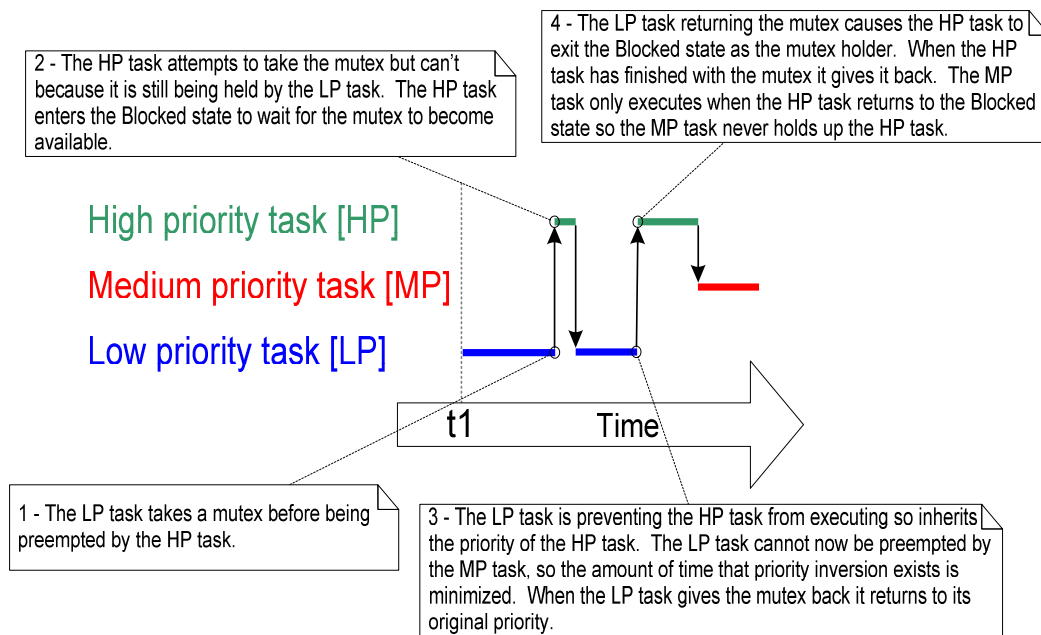 2 - The HP task attempts to take the mutex but can't
because it is still being held by the LP task.  The HP task
enters the Blocked state to wait for the mutex to become
available.
4 - The LP task returning the mutex causes the HP task to
exit the Blocked state as the mutex holder.  When the HP
task has finished with the mutex it gives it back.  The MP
task only executes when the HP task returns to the Blocked
state so the MP task never holds up the HP task.
High priority task [HP]
Medium priority task [MP]
Low priority task [LP]
t1
Time
1 - The LP task takes a mutex before being
preempted by the HP task.
3 - The LP task is preventing the HP task from executing so inherits
the priority of the HP task.  The LP task cannot now be preempted by
the MP task, so the amount of time that priority inversion exists is
minimized.  When the LP task gives the mutex back it returns to its
original priority.